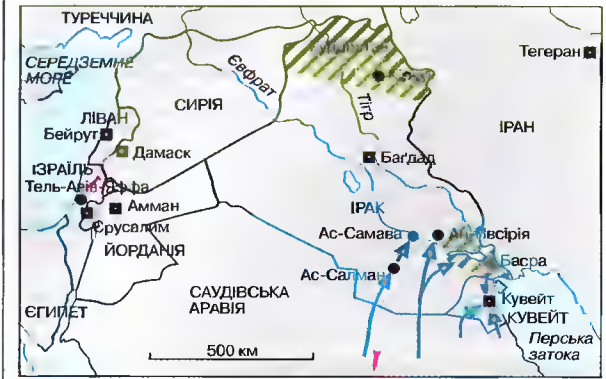 ТУРЕЧЧИНА
Тегеран
СЕРЕДЗЕМНЕ
МОРЕ
Євфрат
СИРІЯ
Тігр
ЛІВАН
Бейрут
ІРАН
Дамаск
Багдад
ІЗРАЇЛЬ
Тель-Авів-Яффа
Амман
ІРАК
Єрусалим
Ас-Самава
ЙОРДАНІЯ
Басра
Ас-Салман
САУДІВСЬКА
АРАВІЯ
Кувейт
ЄГИПЕТ
КУВЕЙТ
Перська
затока
500 км